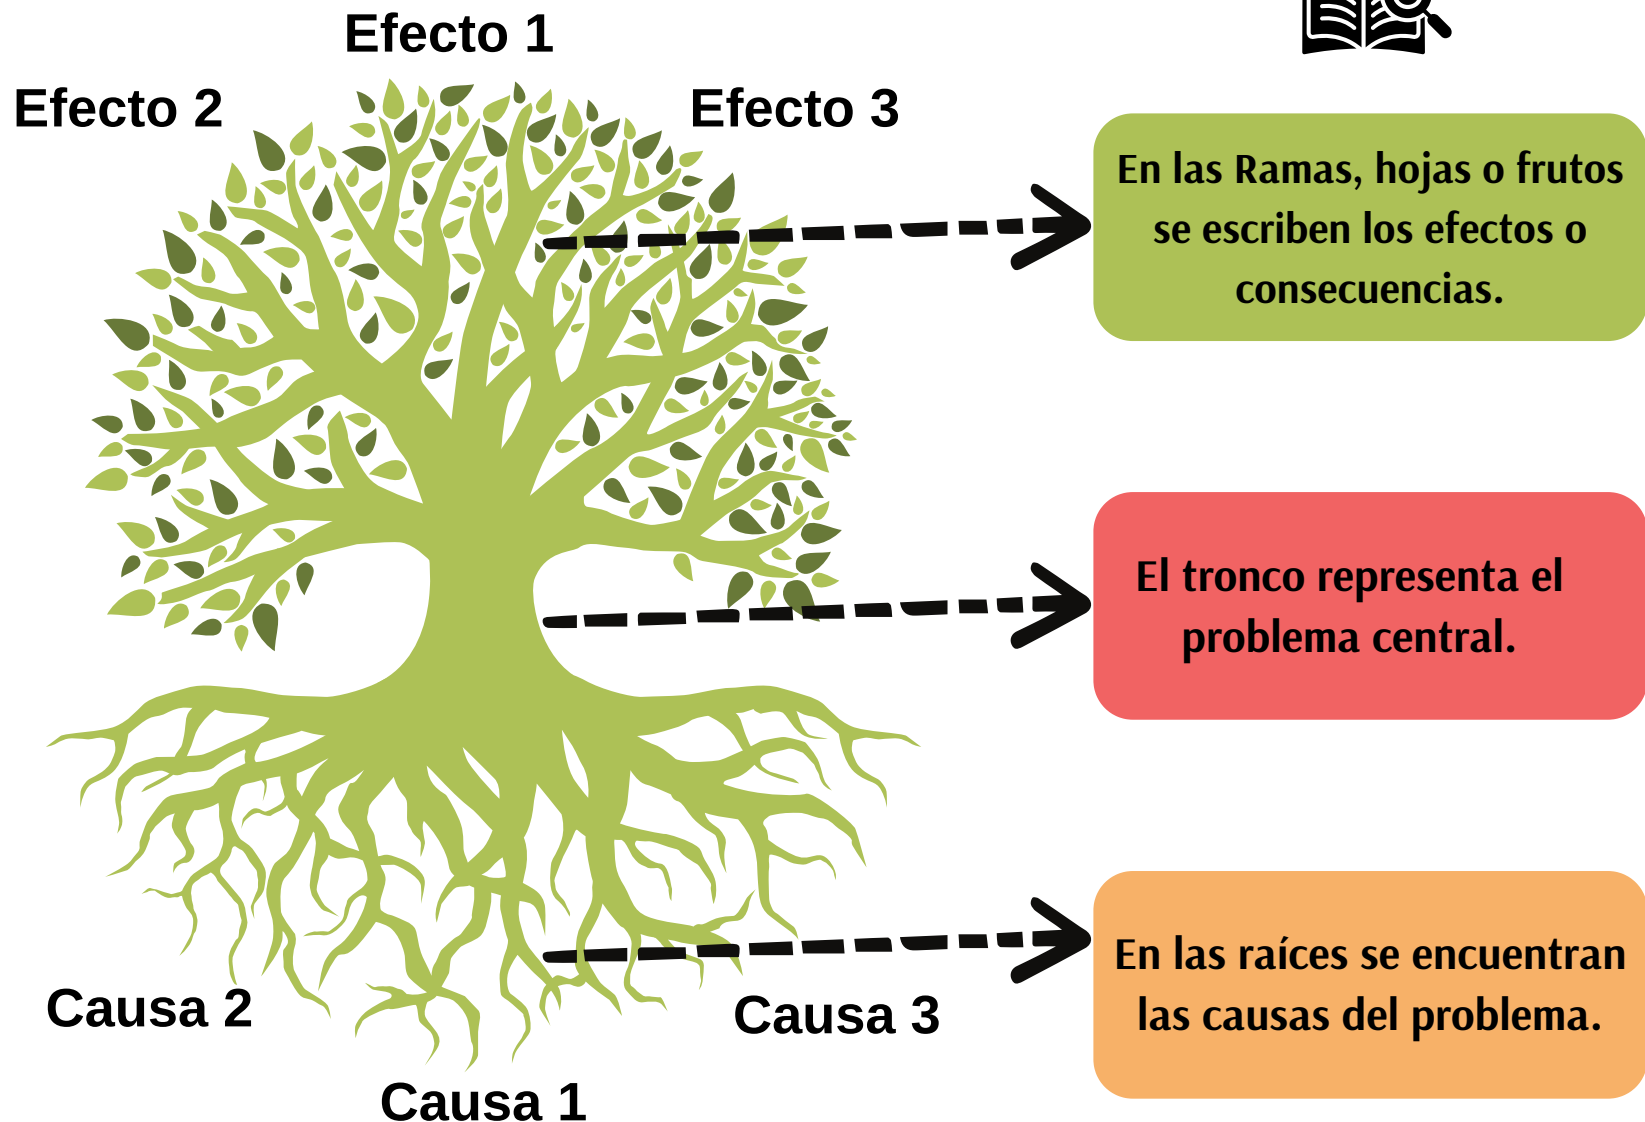 Efecto 1
Efecto 2
Efecto 3
En las Ramas, hojas o frutos
se escriben los efectos o
consecuencias.
El tronco representa el
problema central.
En las raíces se encuentran
las causas del problema.
Causa 2
Causa 3
Causa 1